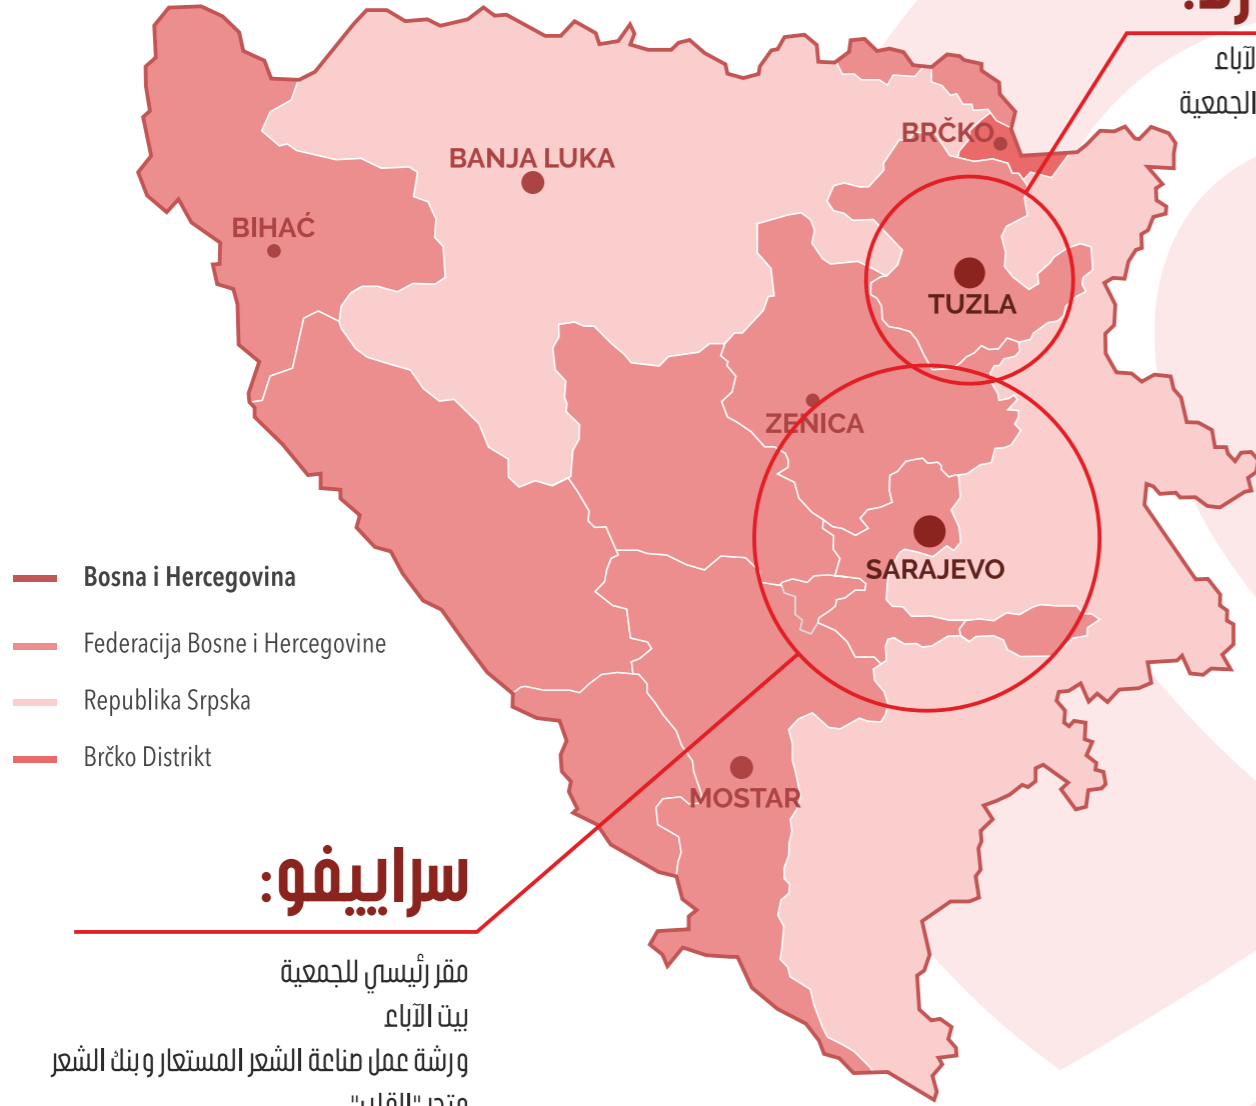 الآباء
الجمعية
BRČKO
BANJA LUKA
BIHAĆ
TUZLA
ZENICA
SARAJEVO
Bosna i Hercegovina
Federacija Bosne i Hercegovine
Republika Srpska
Brčko Distrikt
MOSTAR
سراييفو:
مقر رئيسي للجمعية
بيت الآباء
ورشة عمل صناعة الشعر المستعار وبنك الشعر